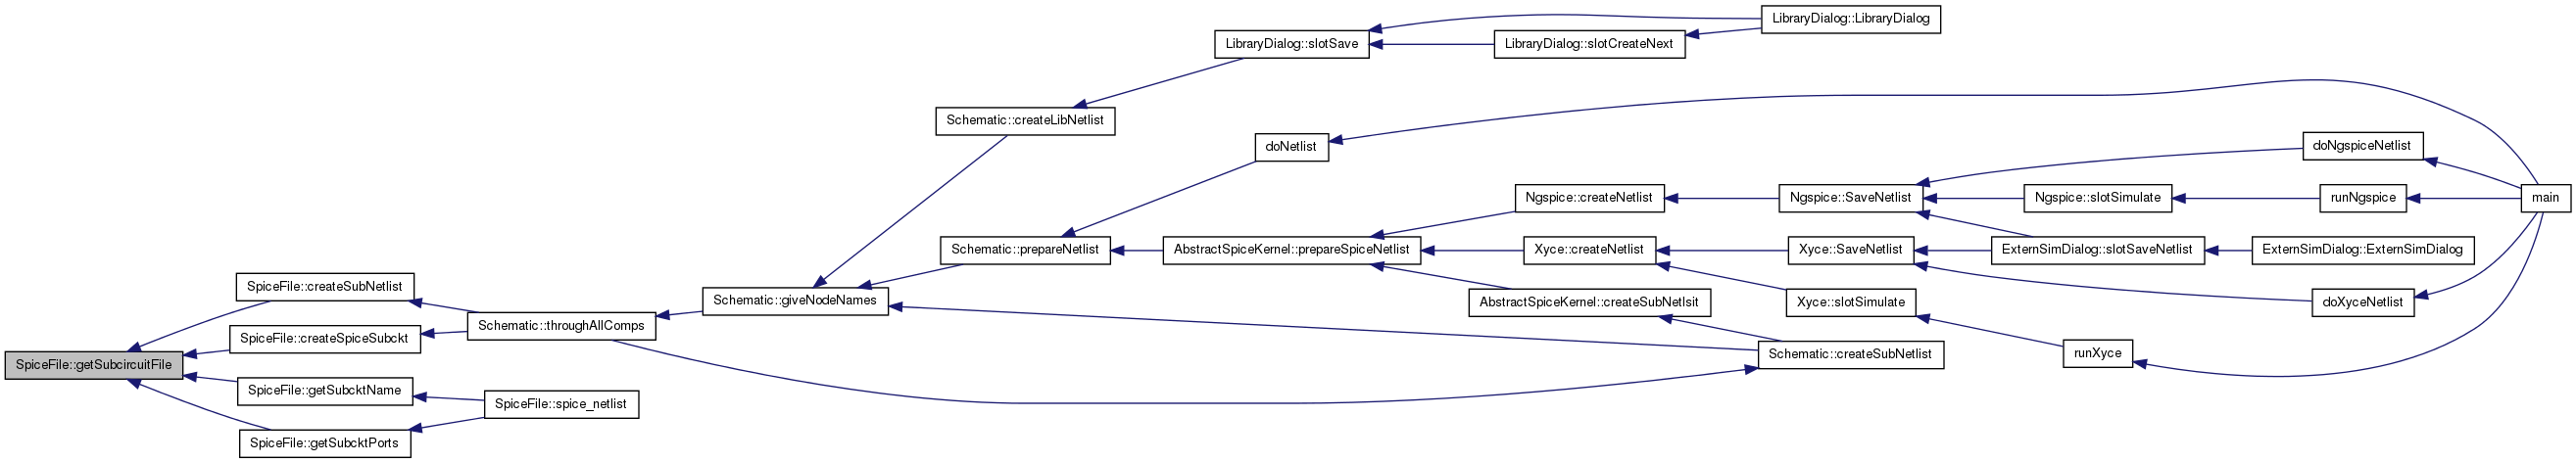 LibraryDialog::LibraryDialog
LibraryDialog::slotSave
LibraryDialog::slotCreateNext
Schematic::createLibNetlist
doNetlist
doNgspiceNetlist
Ngspice::createNetlist
Ngspice::SaveNetlist
Ngspice::slotSimulate
runNgspice
main
Schematic::prepareNetlist
AbstractSpiceKernel::prepareSpiceNetlist
Xyce::createNetlist
Xyce::SaveNetlist
ExternSimDialog::slotSaveNetlist
ExternSimDialog::ExternSimDialog
SpiceFile::createSubNetlist
Schematic::giveNodeNames
AbstractSpiceKernel::createSubNetlsit
Xyce::slotSimulate
doXyceNetlist
Schematic::throughAllComps
SpiceFile::createSpiceSubckt
Schematic::createSubNetlist
runXyce
SpiceFile::getSubcircuitFile
SpiceFile::getSubcktName
SpiceFile::spice_netlist
SpiceFile::getSubcktPorts